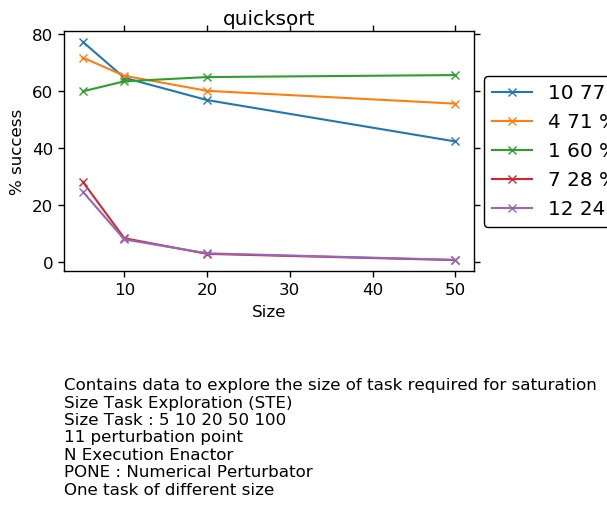 quicksort
80
60
40
20
0
% success
10 20 30 40 50
Size
10 77
4 71 %
1 60 %
7 28 %
12 24
Contains data to explore the size of task required for saturation
Size Task Exploration (STE)
Size Task : 5 10 20 50 100
11 perturbation point
N Execution Enactor
PONE : Numerical Perturbator
One task of different size